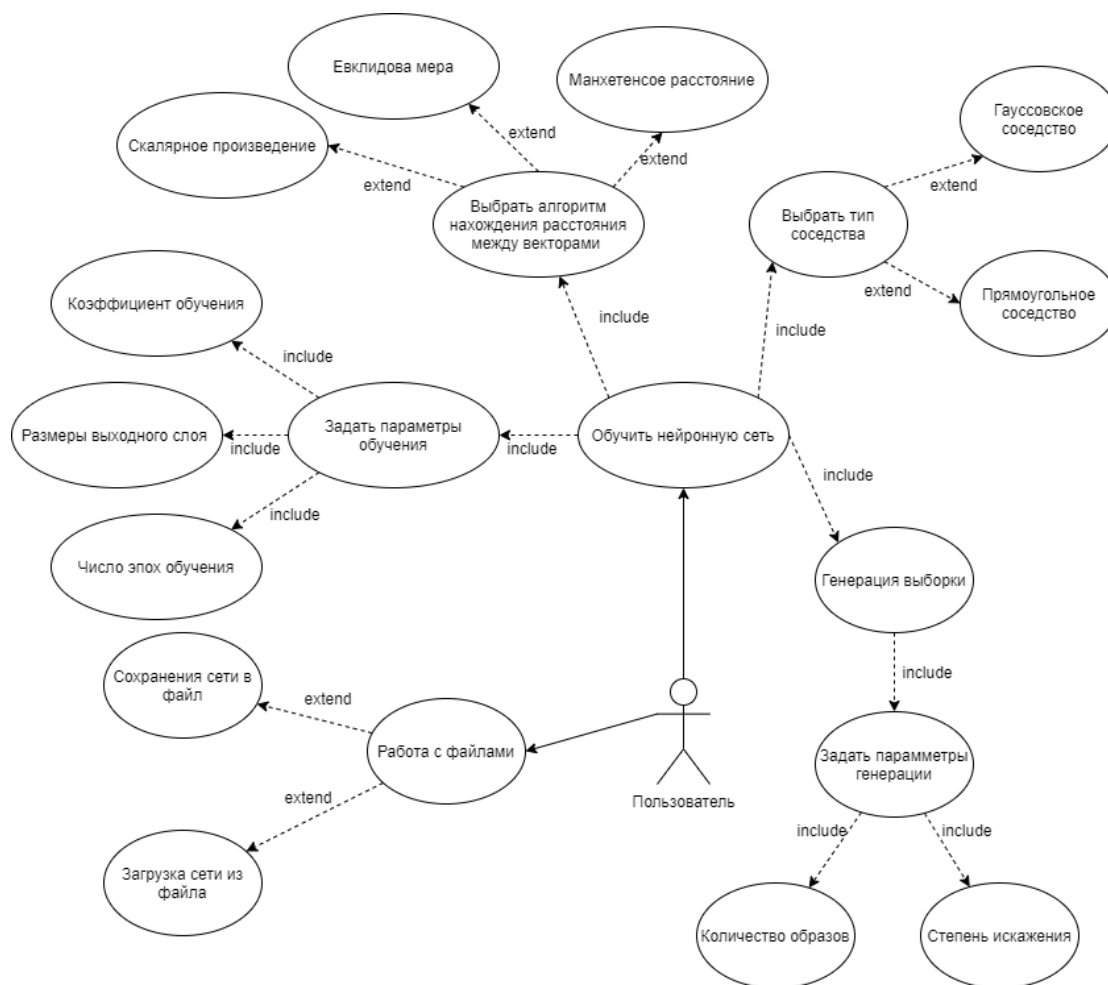 Евклидова мера
Манхетенсое расстояние
Гауссовское
соседство
extend
Скалярное произведение
extend
extend
extend
extend
Выбрать алгоритм
нахождения расстояния
между векторами
Выбрать тип
соседства
extend
Прямоугольное
соседство
Коэффициент обучения
include
include
include
Размеры выходного слоя
include
Задать параметры
обучения
include
Обучить нейронную сеть
include
include
Число эпох обучения
Генерация выборки
Сохранения сети в
файл
include
extend
Работа с файлами
Задать парамметры
генерации
extend
Пользователь
include
include
Загрузка сети из
файла
Количество образов
Степень искажения